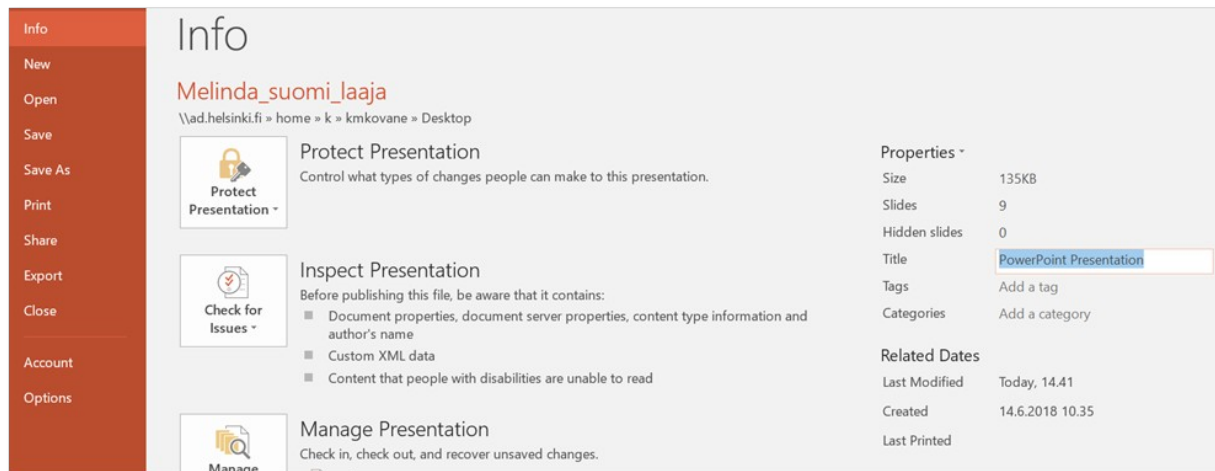 Info
New
Open
Save
Save As
Print
Share
Export
Close
Account
Options
Info
Melinda_suomi_laaja
\\ad.helsinki.fi » home » k » kmkovane » Desktop
Protect
Presentation
Protect Presentation
Control what types of changes people can make to this presentation.
Check for
Issues
Inspect Presentation
Before publishing this file, be aware that it contains:
Document properties, document server properties, content type information and
author's name
Custom XML data
Content that people with disabilities are unable to read
Manage
Manage Presentation
Check in, check out, and recover unsaved changes.
Properties
Size 135KB
Slides 9
Hidden slides 0
Title PowerPoint Presentation
Tags Add a tag
Categories Add a category
Related Dates
Last Modified Today, 14.41
Created 14.6.2018 10.35
Last Printed